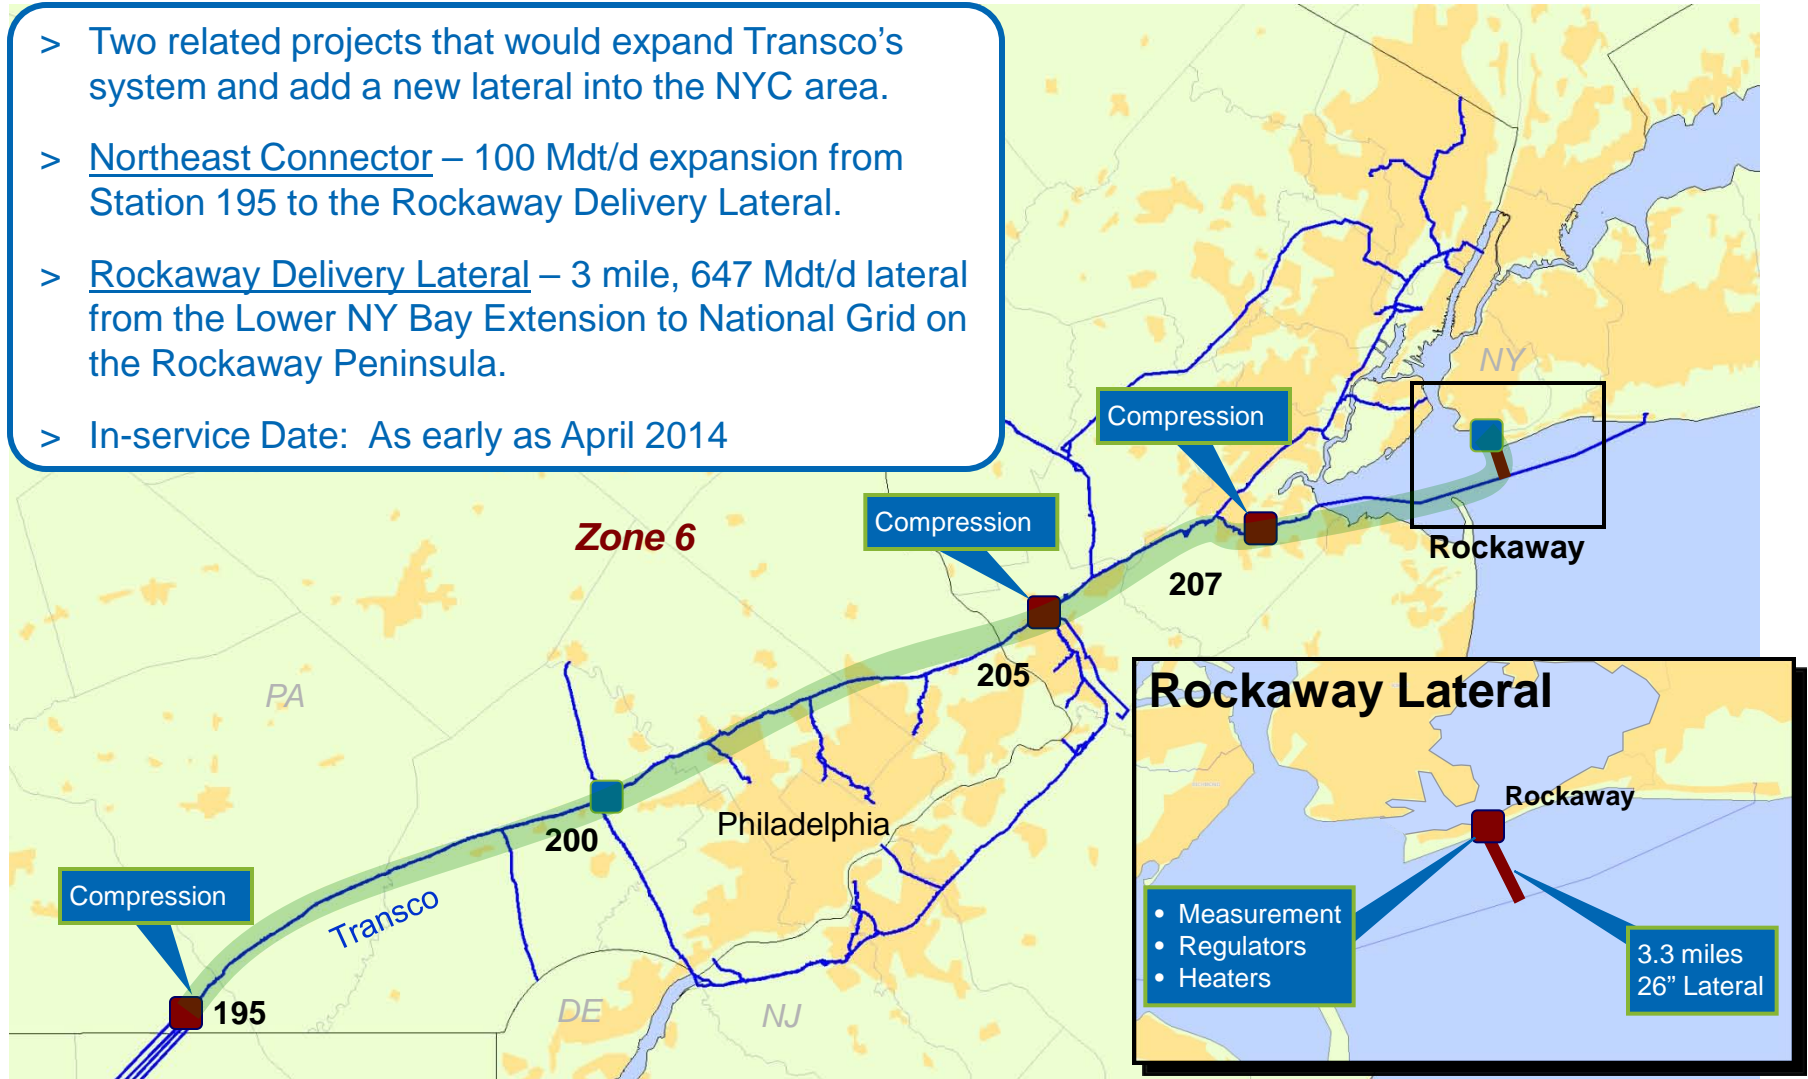 > Two related projects that would expand Transco’s
system and add a new lateral into the NYC area.
> Northeast Connector – 100 Mdt/d expansion from
Station 195 to the Rockaway Delivery Lateral.
> Rockaway Delivery Lateral – 3 mile, 647 Mdt/d lateral
from the Lower NY Bay Extension to National Grid on
the Rockaway Peninsula.
> In-service Date: As early as April 2014
NY
Compression
Compression
Zone 6
Rockaway
207
205
PA
200
Philadelphia
Compression
Transco
195
DE
NJ
Rockaway Lateral
Rockaway
• Measurement
• Regulators
• Heaters
3.3 miles
26” Lateral